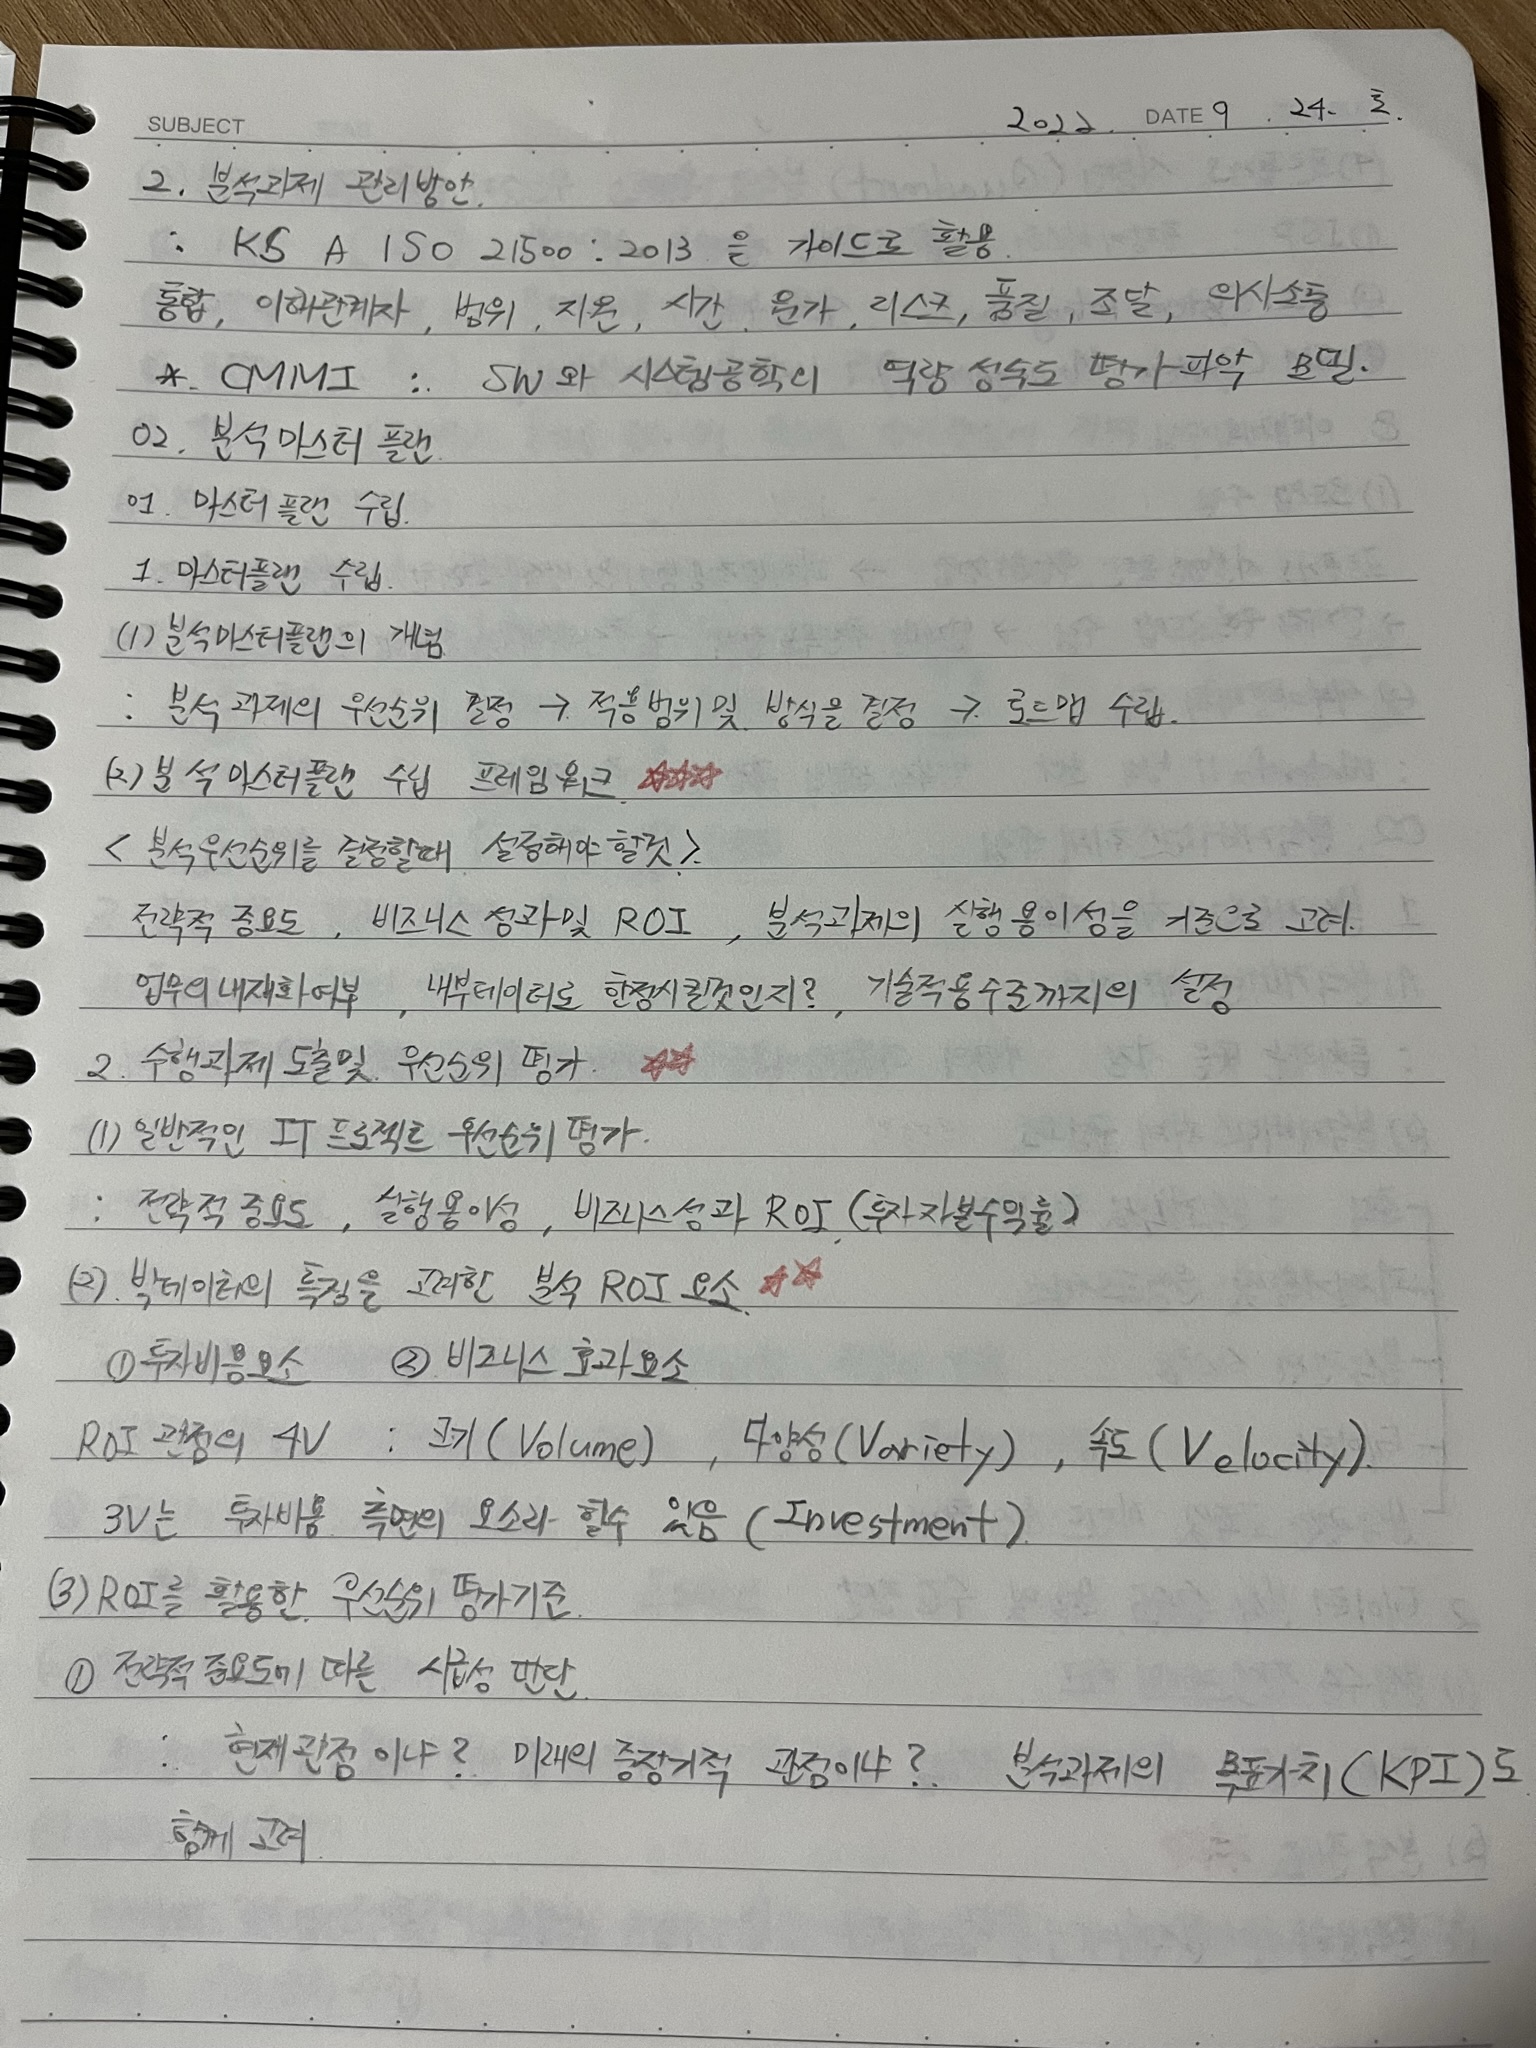 SUBJECT 2022. DATE 9 . 24. 토.
2. 분석과제 관리방안.
: KS A ISO 21500 : 2013 을 가이드로 활용.
통합, 이해관계자, 범위, 자원, 시간, 원가, 리스크, 품질, 조달, 의사소통
*. CMMI : SW와 시스템공학의 역량 성숙도 평가 파악 모델.
02. 분석 마스터 플랜.
01. 마스터 플랜 수립.
1. 마스터플랜 수립.
(1) 분석마스터플랜의 개념
: 분석 과제의 우선순위 결정 → 적용범위 및 방식을 결정 → 로드맵 수립.
(2) 분석 마스터플랜 수립 프레임워크 ☆☆☆
< 분석우선순위를 결정할때 설정해야 할것 >
전략적 중요도, 비즈니스 성과 및 ROI, 분석과제의 실행용이성을 기준으로 고려.
업무의 내재화 여부, 내부데이터로 한정시킬것인지?, 기술적용수준까지의 설정
2. 수행과제 도출및 우선순위 평가. ☆☆
(1) 일반적인 IT 프로젝트 우선순위 평가.
: 전략적 중요도, 실행용이성, 비즈니스성과 ROI (투자자본수익률)
(2). 빅데이터의 특징을 고려한 분석 ROI 요소. ☆☆
① 투자비용요소 ②. 비즈니스 효과 요소
ROI 관점의 4V : 크기(Volume), 다양성(Variety), 속도(Velocity).
3V는 투자비용 측면의 요소라 할수 있음 (Investment).
(3) ROI를 활용한. 우선순위 평가기준.
① 전략적 중요도에 따른 시급성 판단.
: 현재관점이냐? 미래의 중장기적 관점이냐?. 분석과제의 목표가치(KPI)도
함께 고려.